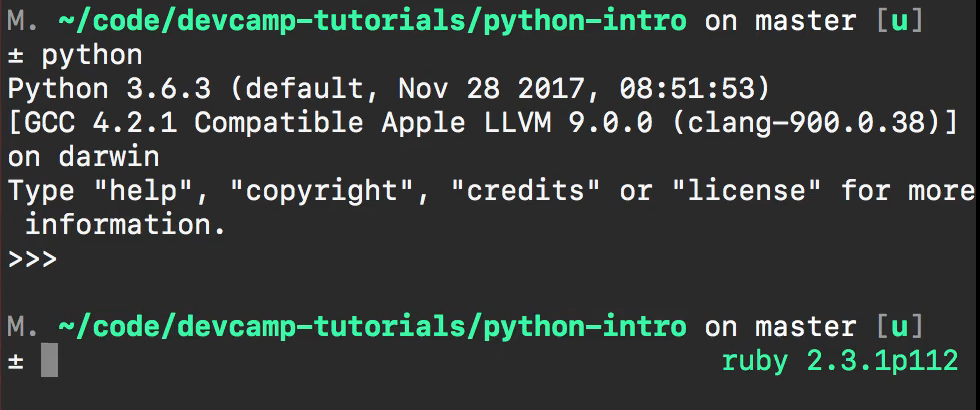 M. ~/code/devcamp-tutorials/python-intro on master [u]
± python
Python 3.6.3 (default, Nov 28 2017, 08:51:53)
[GCC 4.2.1 Compatible Apple LLVM 9.0.0 (clang-900.0.38)]
on darwin
Type "help", "copyright", "credits" or "license" for more
 information.
>>>
M. ~/code/devcamp-tutorials/python-intro on master [u]
± ruby 2.3.1p112